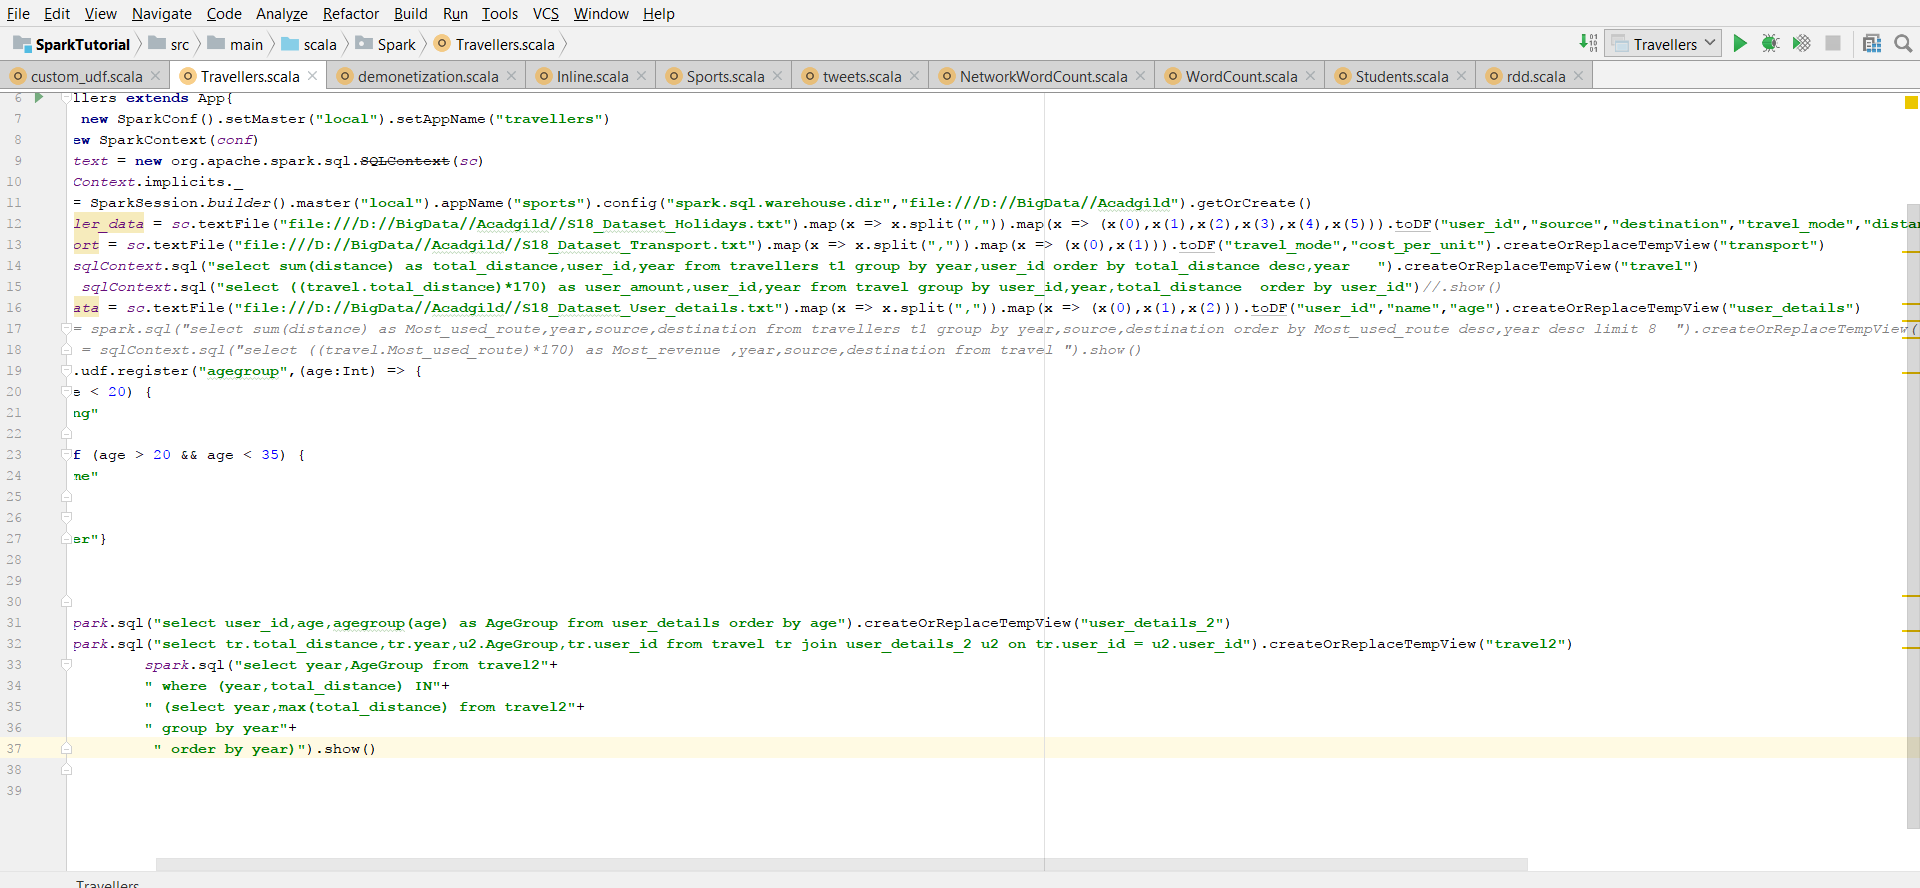 File Edit View Navigate Code Analyze Refactor Build Run Tools VCS Window Help
SparkTutorial src main scala Spark Travellers.scala Travellers
custom_udf.scala Travellers.scala demonetization.scala Inline.scala Sports.scala tweets.scala NetworkWordCount.scala WordCount.scala Students.scala rdd.scala
6 llers extends App{
7 new SparkConf().setMaster("local").setAppName("travellers")
8 ew SparkContext(conf)
9 text = new org.apache.spark.sql.SQLContext(sc)
10 Context.implicits._
11 = SparkSession.builder().master("local").appName("sports").config("spark.sql.warehouse.dir","file:///D://BigData//Acadgild").getOrCreate()
12 ler_data = sc.textFile("file:///D://BigData//Acadgild//S18_Dataset_Holidays.txt").map(x => x.split(",")).map(x => (x(0),x(1),x(2),x(3),x(4),x(5))).toDF("user_id","source","destination","travel_mode","distan
13 ort = sc.textFile("file:///D://BigData//Acadgild//S18_Dataset_Transport.txt").map(x => x.split(",")).map(x => (x(0),x(1))).toDF("travel_mode","cost_per_unit").createOrReplaceTempView("transport")
14 sqlContext.sql("select sum(distance) as total_distance,user_id,year from travellers t1 group by year,user_id order by total_distance desc,year   ").createOrReplaceTempView("travel")
15 sqlContext.sql("select ((travel.total_distance)*170) as user_amount,user_id,year from travel group by user_id,year,total_distance  order by user_id")//.show()
16 ata = sc.textFile("file:///D://BigData//Acadgild//S18_Dataset_User_details.txt").map(x => x.split(",")).map(x => (x(0),x(1),x(2))).toDF("user_id","name","age").createOrReplaceTempView("user_details")
17 = spark.sql("select sum(distance) as Most_used_route,year,source,destination from travellers t1 group by year,source,destination order by Most_used_route desc,year desc limit 8  ").createOrReplaceTempView(
18 = sqlContext.sql("select ((travel.Most_used_route)*170) as Most_revenue ,year,source,destination from travel ").show()
19 .udf.register("agegroup",(age:Int) => {
20 e < 20) {
21 ng"
22
23 f (age > 20 && age < 35) {
24 me"
25
26
27 er"}
28
29
30
31 park.sql("select user_id,age,agegroup(age) as AgeGroup from user_details order by age").createOrReplaceTempView("user_details_2")
32 park.sql("select tr.total_distance,tr.year,u2.AgeGroup,tr.user_id from travel tr join user_details_2 u2 on tr.user_id = u2.user_id").createOrReplaceTempView("travel2")
33 spark.sql("select year,AgeGroup from travel2"+
34 " where (year,total_distance) IN"+
35 " (select year,max(total_distance) from travel2"+
36 " group by year"+
37 " order by year)").show()
38
39
Travellers